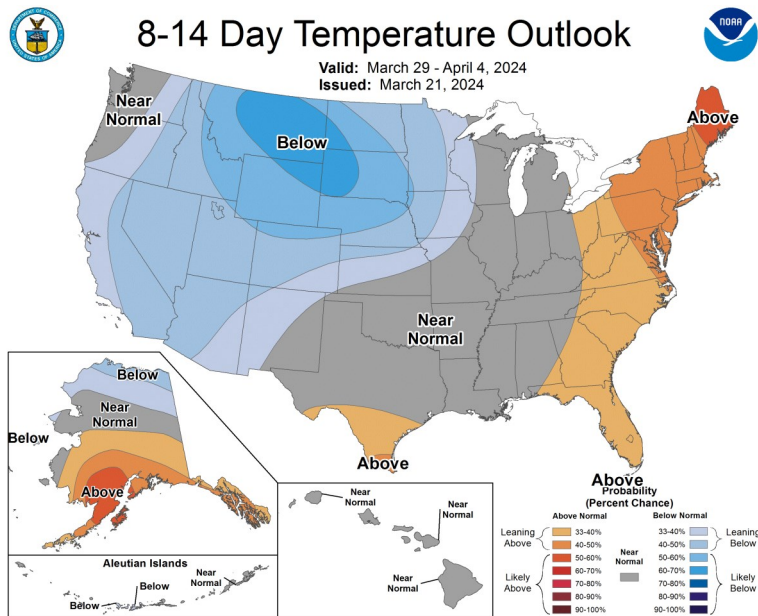 8-14 Day Temperature Outlook
NOAA
Valid: March 29 - April 4, 2024
Issued: March 21, 2024
Near
Normal
Below
Above
Near
Normal
Above
Above
Below
Near
Normal
Below
Above
Aleutian Islands
Below
Below
Near
Normal
Near
Normal
Near
Normal
Near
Normal
Probability
(Percent Chance)
Above Normal
Below Normal
Leaning
Above
33-40%
40-50%
50-60%
60-70%
70-80%
80-90%
90-100%
Likely
Above
Near
Normal
33-40%
40-50%
50-60%
60-70%
70-80%
80-90%
90-100%
Leaning
Below
Likely
Below